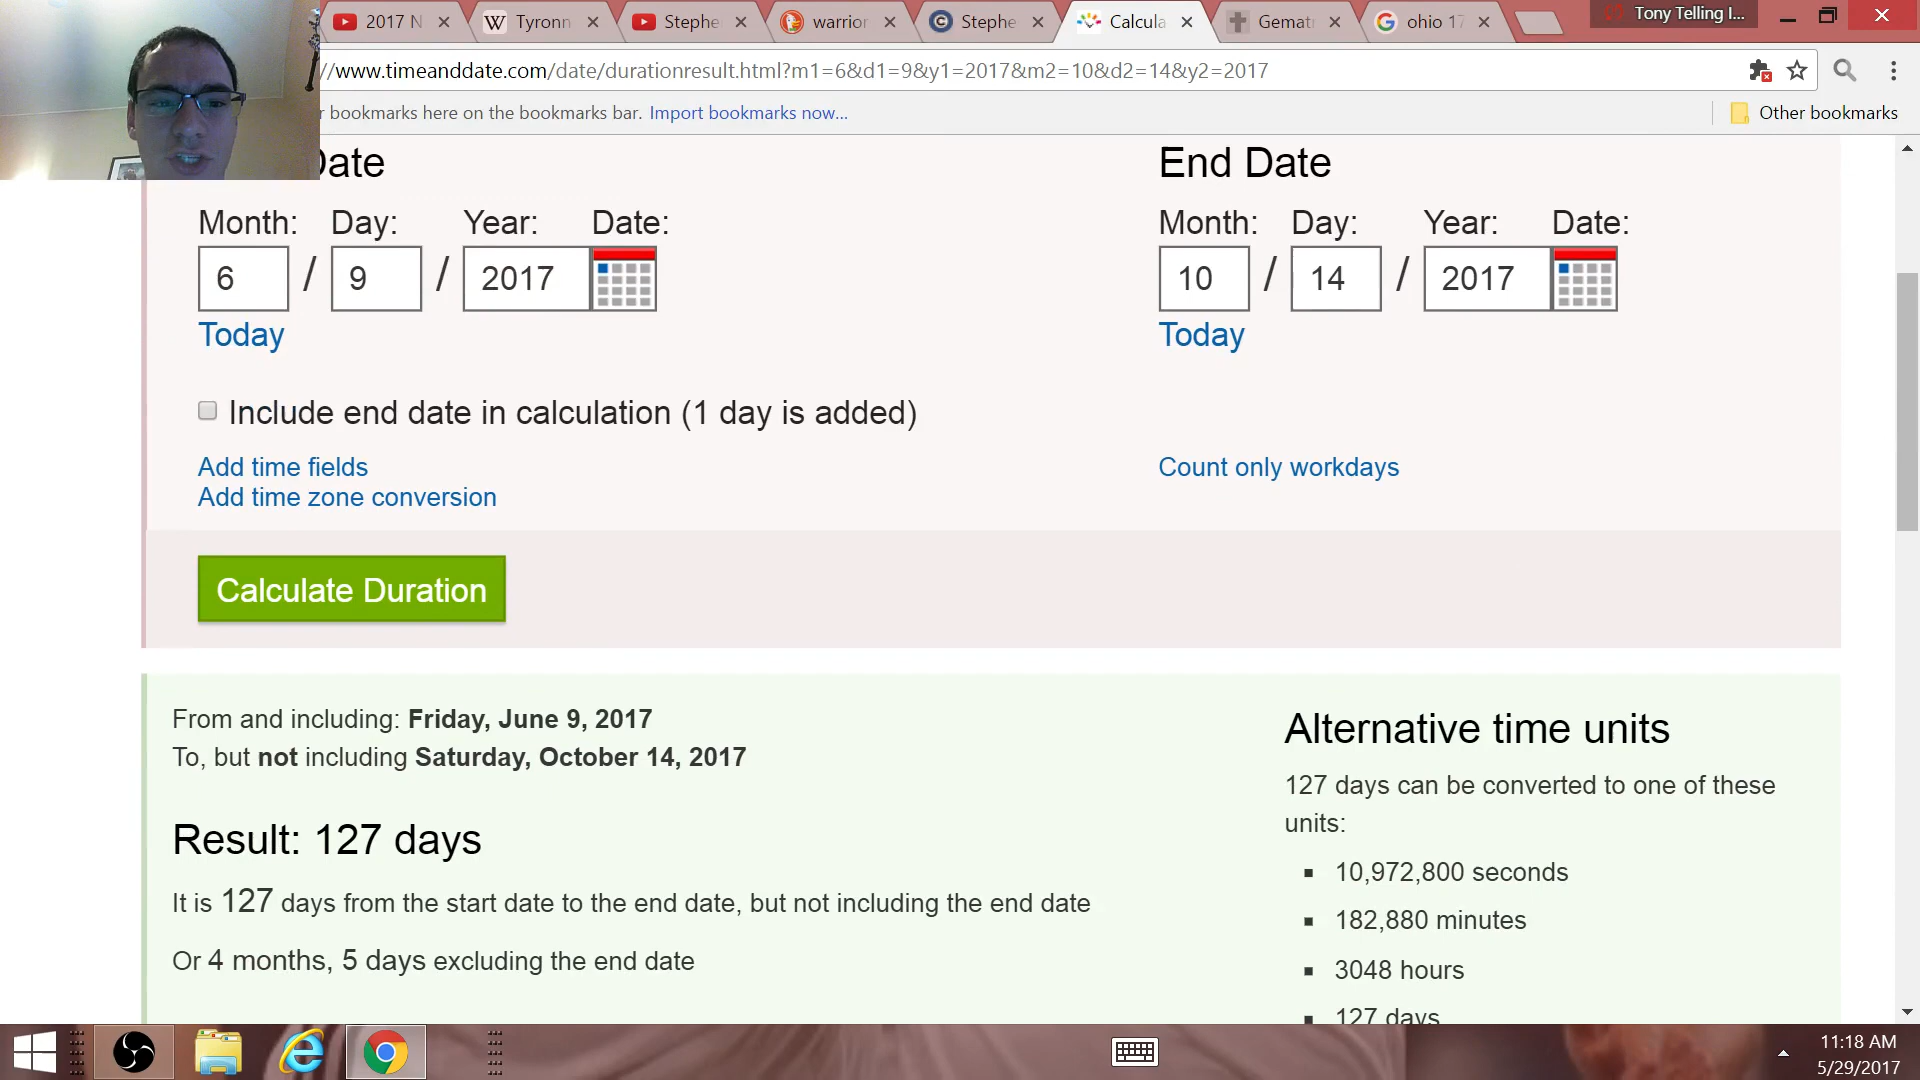 2017 N
Tyronn
Stephe
warrior
Stephe
Calcula
Gemat
ohio 17
Tony Telling I...
//www.timeanddate.com/date/durationresult.html?m1=6&d1=9&y1=2017&m2=10&d2=14&y2=2017
bookmarks here on the bookmarks bar. Import bookmarks now...
Other bookmarks
Date
End Date
Month: Day: Year: Date:
Month: Day: Year: Date:
6 / 9 / 2017
10 / 14 / 2017
Today
Today
Include end date in calculation (1 day is added)
Add time fields
Count only workdays
Add time zone conversion
Calculate Duration
From and including: Friday, June 9, 2017
To, but not including Saturday, October 14, 2017
Result: 127 days
It is 127 days from the start date to the end date, but not including the end date
Or 4 months, 5 days excluding the end date
Alternative time units
127 days can be converted to one of these
units:
10,972,800 seconds
182,880 minutes
3048 hours
127 days
11:18 AM
5/29/2017